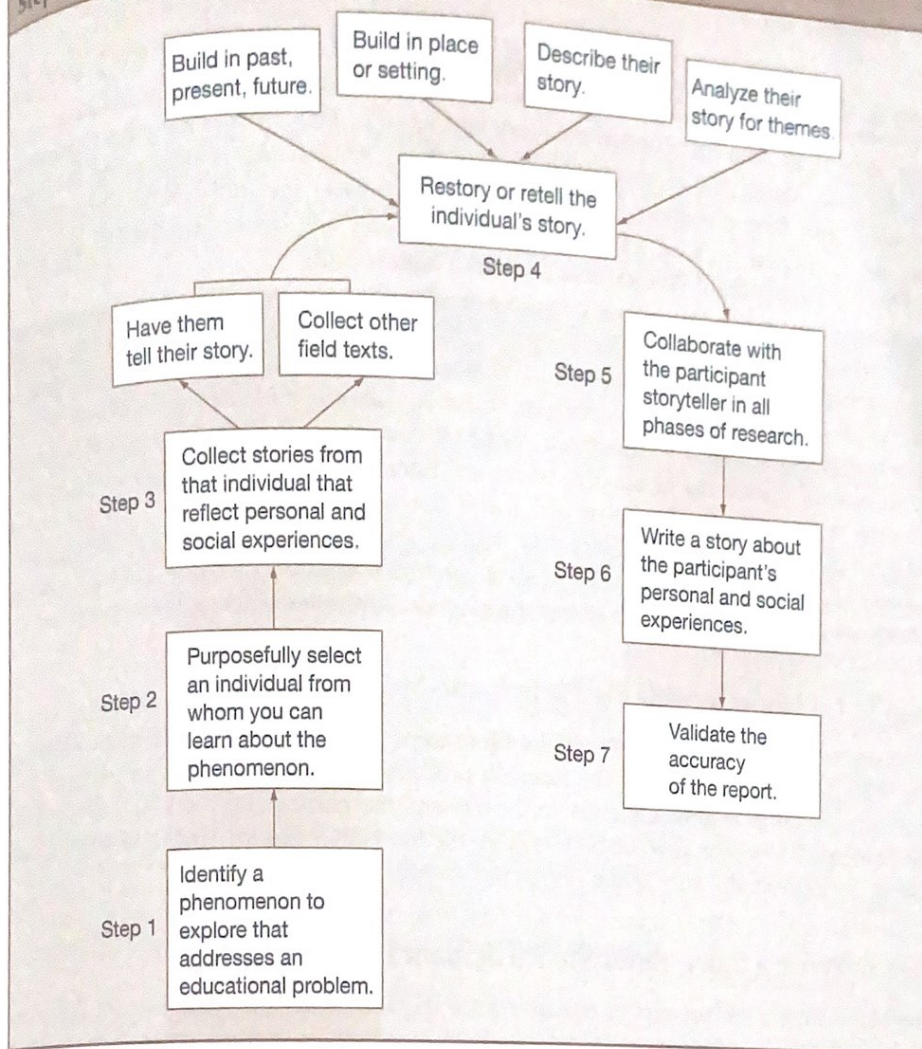 Build in past,
present, future.
Build in place
or setting.
Describe their
story.
Analyze their
story for themes.
Restory or retell the
individual's story.
Step 4
Have them
tell their story.
Collect other
field texts.
Step 3
Collect stories from
that individual that
reflect personal and
social experiences.
Step 2
Purposefully select
an individual from
whom you can
learn about the
phenomenon.
Step 1
Identify a
phenomenon to
explore that
addresses an
educational problem.
Step 5
Collaborate with
the participant
storyteller in all
phases of research.
Step 6
Write a story about
the participant's
personal and social
experiences.
Step 7
Validate the
accuracy
of the report.